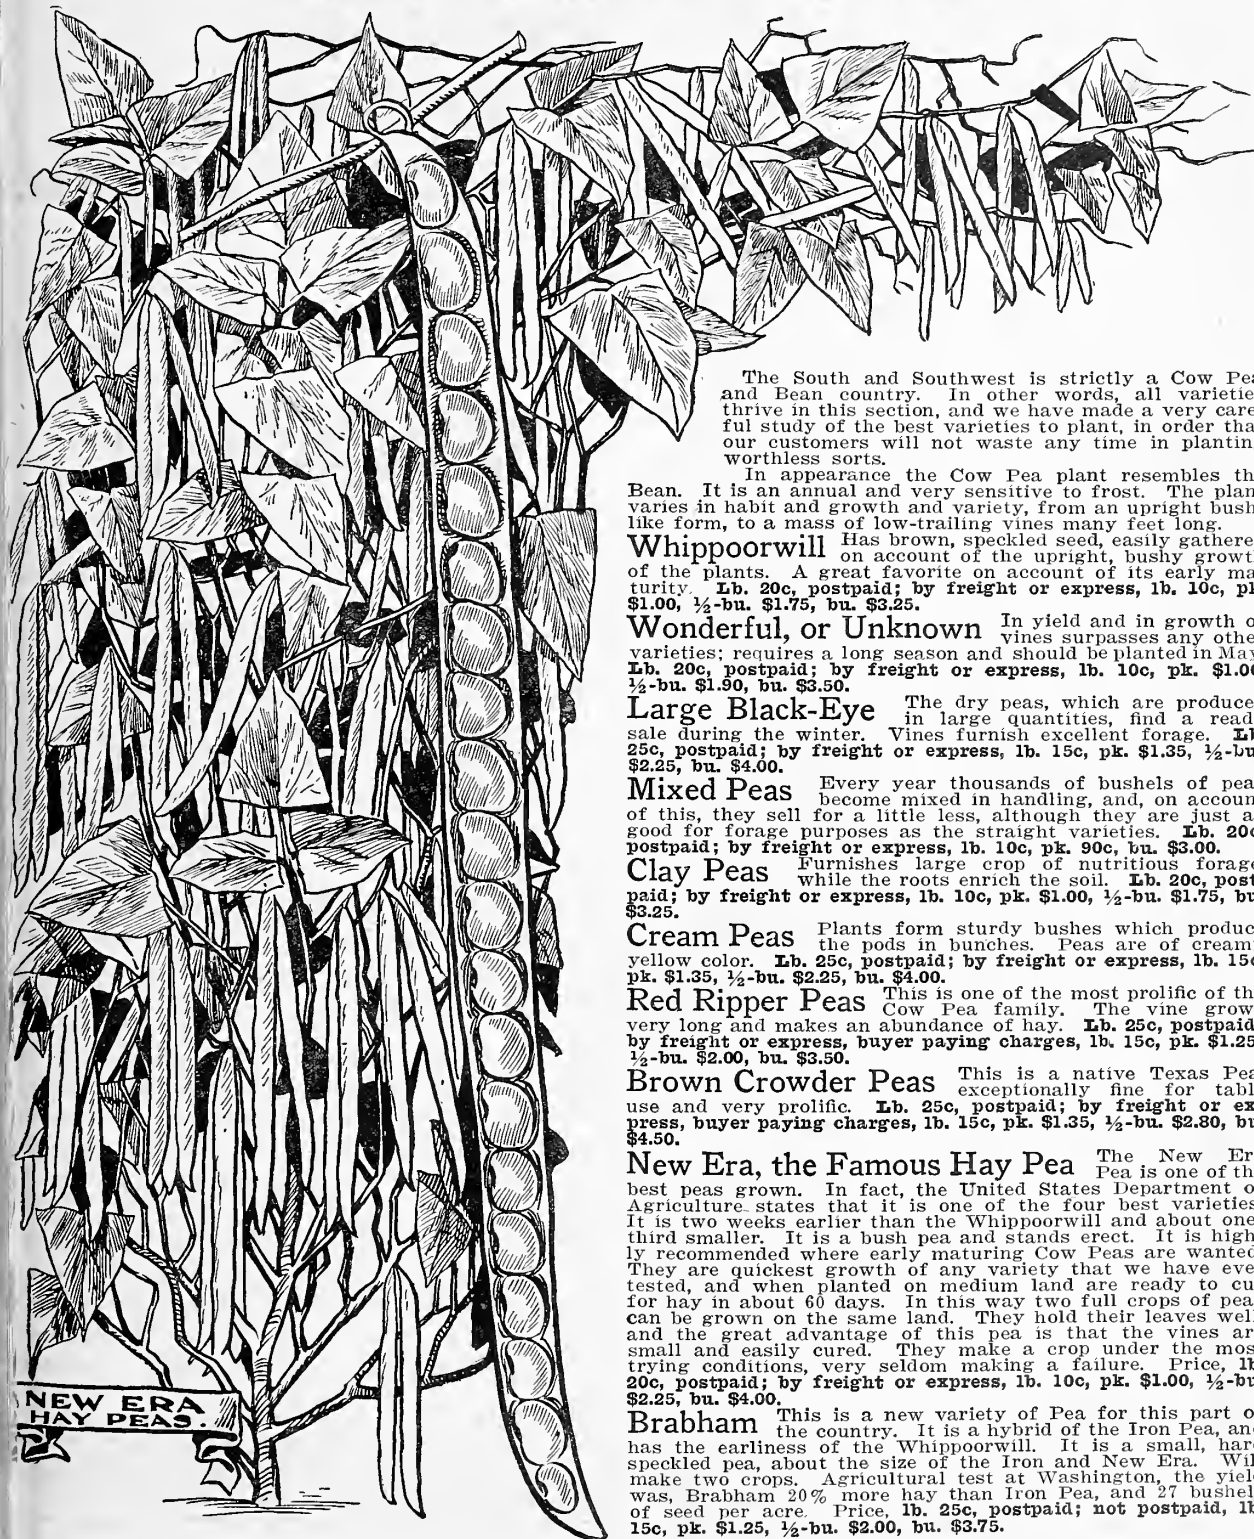 The South and Southwest is strictly a Cow Pea
and Bean country. In other words, all varietie
thrive in this section, and we have made a very care
ful study of the best varieties to plant, in order tha
our customers will not waste any time in plantin
worthless sorts.
In appearance the Cow Pea plant resembles th
Bean. It is an annual and very sensitive to frost. The plan
varies in habit and growth and variety, from an upright bush
like form, to a mass of low-trailing vines many feet long.
Whippoorwill Has brown, speckled seed, easily gathere
on account of the upright, bushy growt
of the plants. A great favorite on account of its early ma
turity. Lb. 20c, postpaid; by freight or express, lb. 10c, pk
$1.00, ½-bu. $1.75, bu. $3.25.
Wonderful, or Unknown In yield and in growth o
vines surpasses any othe
varieties; requires a long season and should be planted in May
Lb. 20c, postpaid; by freight or express, lb. 10c, pk. $1.00
½-bu. $1.90, bu. $3.50.
Large Black-Eye The dry peas, which are produce
in large quantities, find a read
sale during the winter. Vines furnish excellent forage. Lb
25c, postpaid; by freight or express, lb. 15c, pk. $1.35, ½-bu
$2.25, bu. $4.00.
Mixed Peas Every year thousands of bushels of pea
become mixed in handling, and, on accoun
of this, they sell for a little less, although they are just a
good for forage purposes as the straight varieties. Lb. 20c
postpaid; by freight or express, lb. 10c, pk. 90c, bu. $3.00.
Clay Peas Furnishes large crop of nutritious forage
while the roots enrich the soil. Lb. 20c, post
paid; by freight or express, lb. 10c, pk. $1.00, ½-bu. $1.75, bu
$3.25.
Cream Peas Plants form sturdy bushes which produc
the pods in bunches. Peas are of cream
yellow color. Lb. 25c, postpaid; by freight or express, lb. 15c
pk. $1.35, ½-bu. $2.25, bu. $4.00.
Red Ripper Peas This is one of the most prolific of th
Cow Pea family. The vine grow
very long and makes an abundance of hay. Lb. 25c, postpaid
by freight or express, buyer paying charges, lb. 15c, pk. $1.25
½-bu. $2.00, bu. $3.50.
Brown Crowder Peas This is a native Texas Pea
exceptionally fine for tabl
use and very prolific. Lb. 25c, postpaid; by freight or ex
press, buyer paying charges, lb. 15c, pk. $1.35, ½-bu. $2.80, bu
$4.50.
New Era, the Famous Hay Pea The New Er
Pea is one of th
best peas grown. In fact, the United States Department o
Agriculture states that it is one of the four best varieties
It is two weeks earlier than the Whippoorwill and about one
third smaller. It is a bush pea and stands erect. It is high
ly recommended where early maturing Cow Peas are wanted
They are quickest growth of any variety that we have eve
tested, and when planted on medium land are ready to cu
for hay in about 60 days. In this way two full crops of pea
can be grown on the same land. They hold their leaves well
and the great advantage of this pea is that the vines ar
small and easily cured. They make a crop under the mos
trying conditions, very seldom making a failure. Price, lb
20c, postpaid; by freight or express, lb. 10c, pk. $1.00, ½-bu
$2.25, bu. $4.00.
Brabham This is a new variety of Pea for this part o
the country. It is a hybrid of the Iron Pea, an
has the earliness of the Whippoorwill. It is a small, har
speckled pea, about the size of the Iron and New Era. Wil
make two crops. Agricultural test at Washington, the yiel
was, Brabham 20% more hay than Iron Pea, and 27 bushel
of seed per acre. Price, lb. 25c, postpaid; not postpaid, lb
15c, pk. $1.25, ½-bu. $2.00, bu. $3.75.
NEW ERA
HAY PEAS.